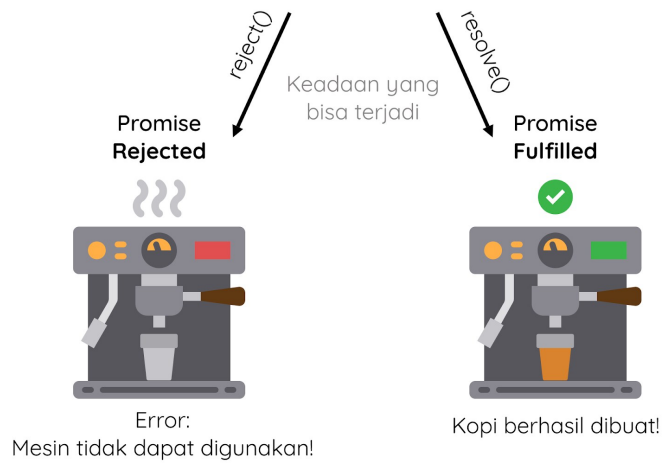 reject()
resolve()
Keadaan yang
bisa terjadi
Promise
Rejected
Promise
Fulfilled
Error:
Mesin tidak dapat digunakan!
Kopi berhasil dibuat!